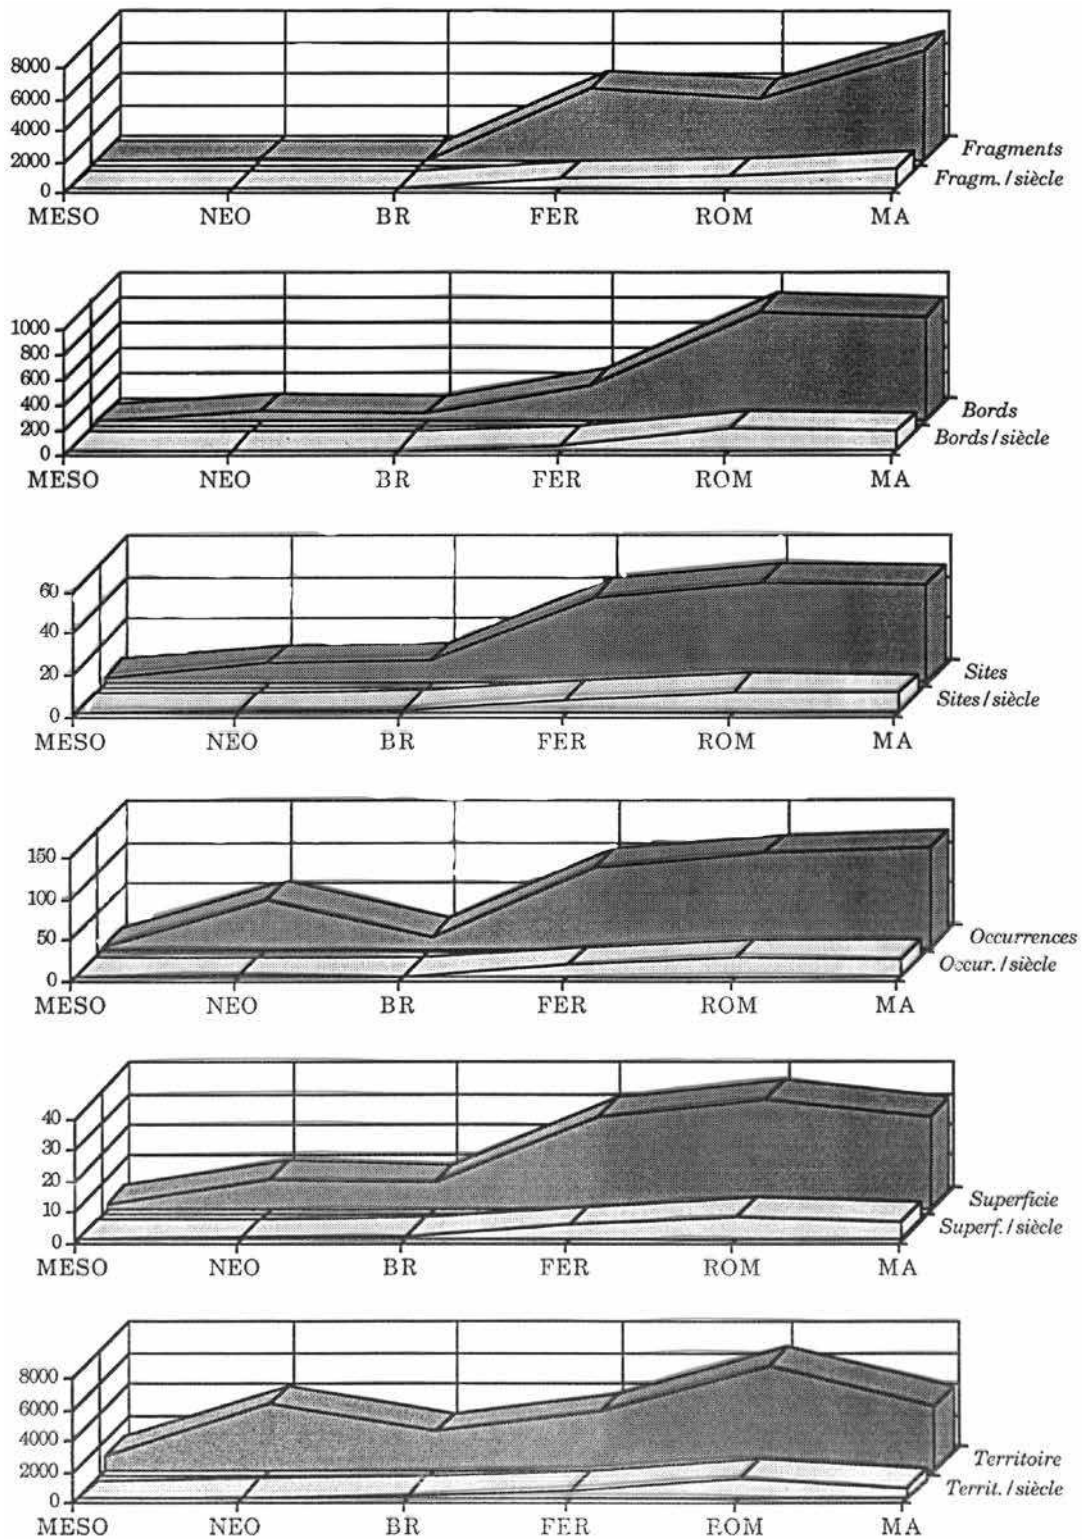 8000
6000
4000
2000
0
Fragments
Fragm. / siècle
MESO NEO BR FER ROM MA
1000
800
600
400
200
0
Bords
Bords / siècle
MESO NEO BR FER ROM MA
60
40
20
0
Sites
Sites / siècle
MESO NEO BR FER ROM MA
150
100
50
0
Occurrences
Occur. / siècle
MESO NEO BR FER ROM MA
40
30
20
10
0
Superficie
Superf. / siècle
MESO NEO BR FER ROM MA
8000
6000
4000
2000
0
Territoire
Territ. / siècle
MESO NEO BR FER ROM MA